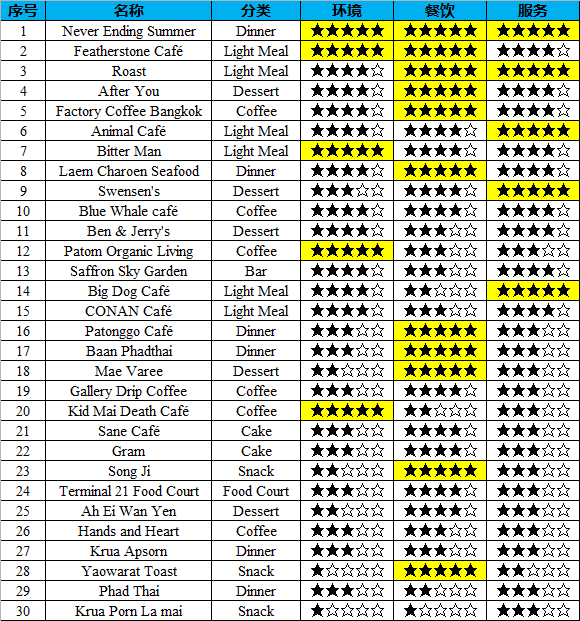 序号 名称 分类 环境 餐饮 服务
1 Never Ending Summer Dinner ★★★★★ ★★★★★ ★★★★★
2 Featherstone Café Light Meal ★★★★★ ★★★★★ ★★★★☆
3 Roast Light Meal ★★★★☆ ★★★★★ ★★★★★
4 After You Dessert ★★★★☆ ★★★★★ ★★★★☆
5 Factory Coffee Bangkok Coffee ★★★★☆ ★★★★★ ★★★★☆
6 Animal Café Light Meal ★★★★☆ ★★★★☆ ★★★★★
7 Bitter Man Light Meal ★★★★★ ★★★★☆ ★★★★☆
8 Laem Charoen Seafood Dinner ★★★★☆ ★★★★★ ★★★★☆
9 Swensen's Dessert ★★★☆☆ ★★★★☆ ★★★★★
10 Blue Whale café Coffee ★★★★☆ ★★★★☆ ★★★★☆
11 Ben & Jerry's Dessert ★★★★☆ ★★★★☆ ★★★★☆
12 Patom Organic Living Coffee ★★★★★ ★★★☆☆ ★★★☆☆
13 Saffron Sky Garden Bar ★★★★☆ ★★★☆☆ ★★★★☆
14 Big Dog Café Light Meal ★★★★☆ ★★☆☆☆ ★★★★★
15 CONAN Café Light Meal ★★★★☆ ★★★☆☆ ★★★★☆
16 Patonggo Café Dinner ★★★☆☆ ★★★★★ ★★★☆☆
17 Baan Phadthai Dinner ★★★☆☆ ★★★★★ ★★★☆☆
18 Mae Varee Dessert ★★☆☆☆ ★★★★★ ★★★☆☆
19 Gallery Drip Coffee Coffee ★★★☆☆ ★★★★☆ ★★★☆☆
20 Kid Mai Death Café Coffee ★★★★★ ★★☆☆☆ ★★★☆☆
21 Sane Café Cake ★★★☆☆ ★★★★☆ ★★★☆☆
22 Gram Cake ★★★☆☆ ★★★★☆ ★★★☆☆
23 Song Ji Snack ★★☆☆☆ ★★★★★ ★★★☆☆
24 Terminal 21 Food Court Food Court ★★★☆☆ ★★★★☆ ★★★☆☆
25 Ah Ei Wan Yen Dessert ★★☆☆☆ ★★★★☆ ★★★☆☆
26 Hands and Heart Coffee ★★★☆☆ ★★★☆☆ ★★★☆☆
27 Krua Apsorn Dinner ★★★☆☆ ★★★☆☆ ★★★☆☆
28 Yaowarat Toast Snack ★☆☆☆☆ ★★★★★ ★★☆☆☆
29 Phad Thai Dinner ★★★☆☆ ★★☆☆☆ ★★★☆☆
30 Krua Porn La mai Snack ★☆☆☆☆ ★☆☆☆☆ ★★★☆☆